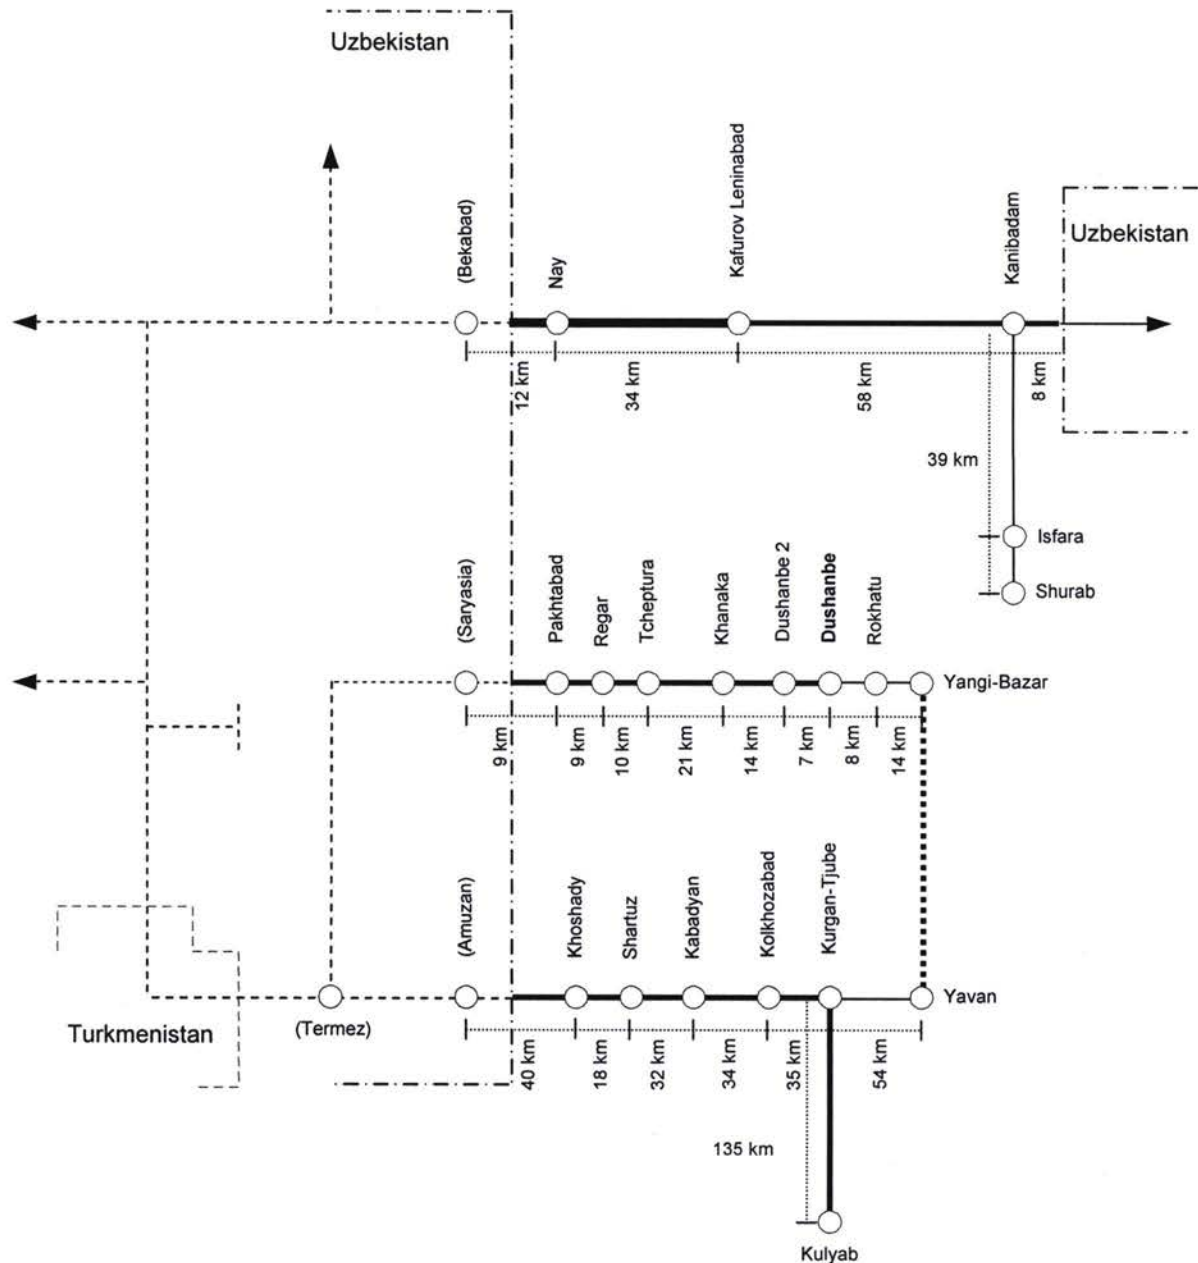 Uzbekistan
(Bekabad)
Nay
Kafurov Leninabad
Kanibadam
Uzbekistan
12 km
34 km
58 km
8 km
39 km
Isfara
Shurab
(Saryasia)
Pakhtabad
Regar
Tcheptura
Khanaka
Dushanbe 2
Dushanbe
Rokhatu
Yangi-Bazar
9 km
9 km
10 km
21 km
14 km
7 km
8 km
14 km
(Amuzan)
Khoshady
Shartuz
Kabadyan
Kolkhozabad
Kurgan-Tjube
Yavan
(Termez)
Turkmenistan
40 km
18 km
32 km
34 km
35 km
54 km
135 km
Kulyab